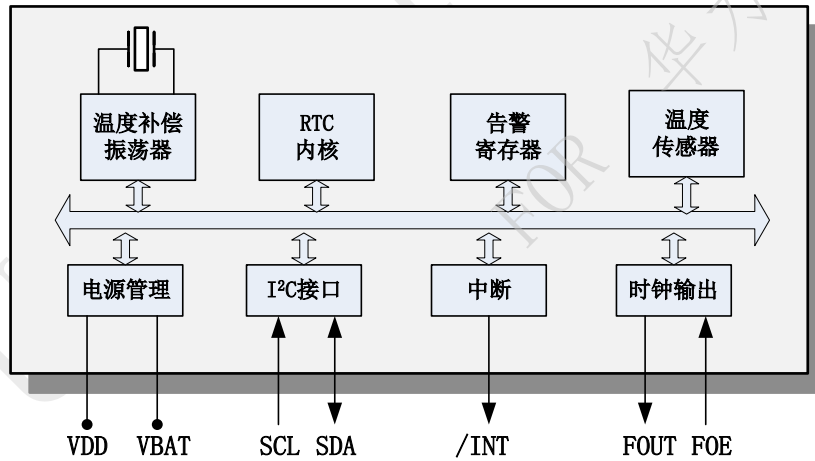 温度补偿
振荡器
RTC
内核
告警
寄存器
温度
传感器
电源管理
I²C接口
中断
时钟输出
VDD VBAT SCL SDA /INT FOUT FOE
FOR 华